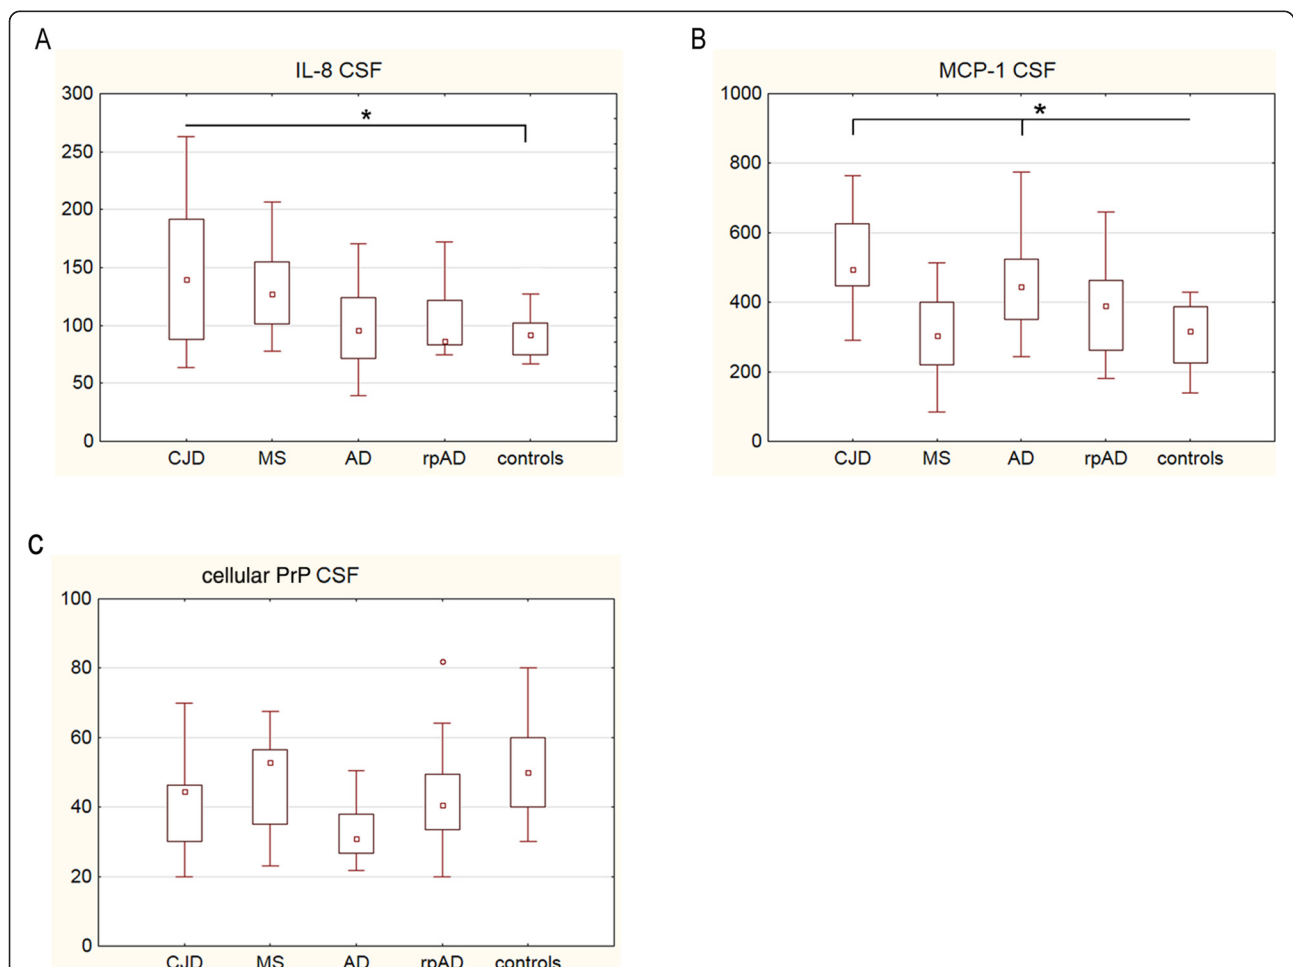 A
IL-8 CSF
300
250
200
150
100
50
0
*
CJD MS AD rpAD controls
B
MCP-1 CSF
1000
800
600
400
200
0
*
CJD MS AD rpAD controls
C
cellular PrP CSF
100
80
60
40
20
0
CJD MS AD rpAD controls